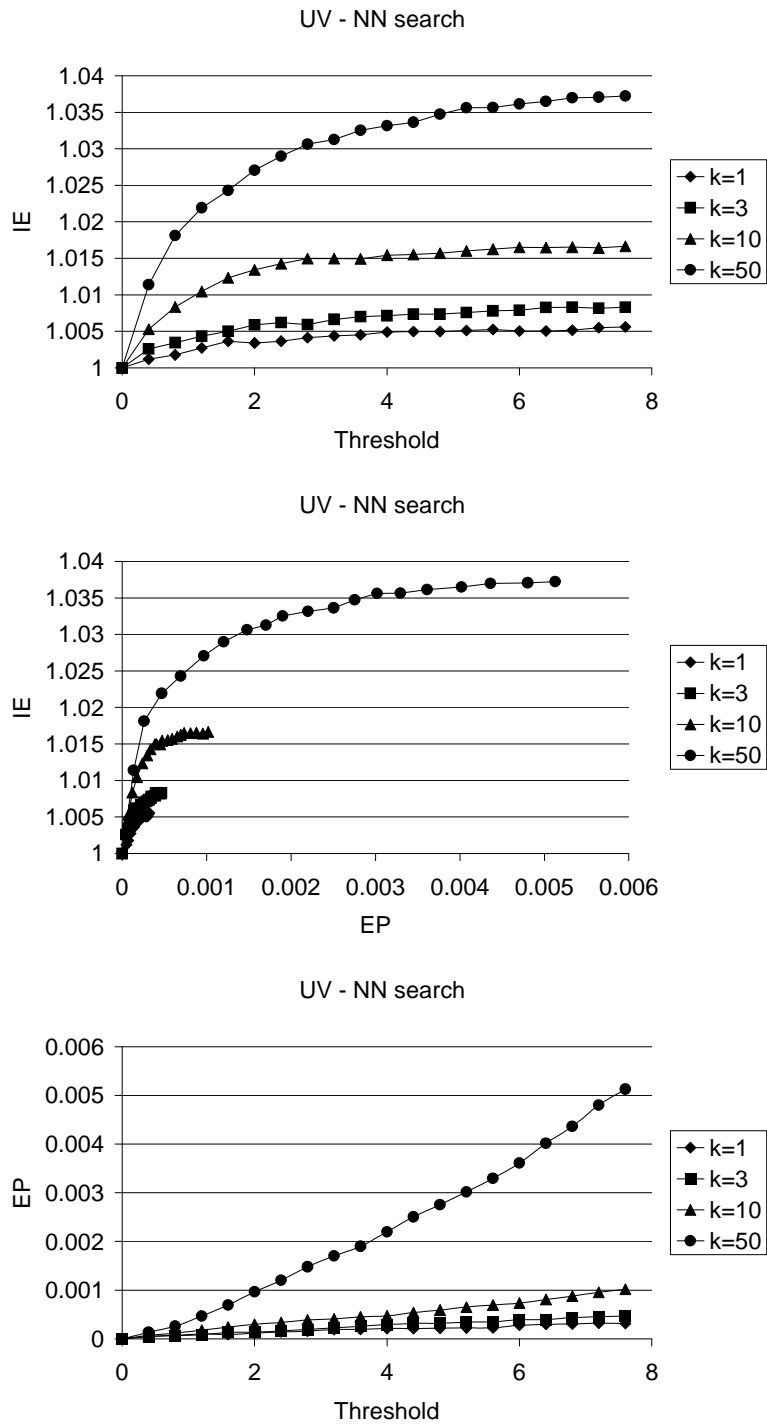 UV - NN search
1.04
1.035
1.03
1.025
1.02
1.015
1.01
1.005
1
IE
0 2 4 6 8
Threshold
k=1
k=3
k=10
k=50
UV - NN search
1.04
1.035
1.03
1.025
1.02
1.015
1.01
1.005
1
IE
0 0.001 0.002 0.003 0.004 0.005 0.006
EP
k=1
k=3
k=10
k=50
UV - NN search
0.006
0.005
0.004
0.003
0.002
0.001
0
EP
0 2 4 6 8
Threshold
k=1
k=3
k=10
k=50